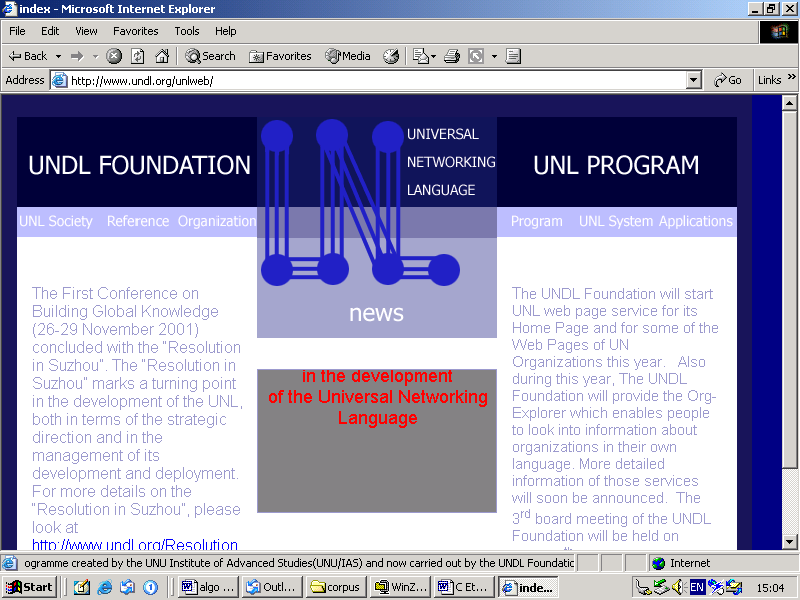 index - Microsoft Internet Explorer
File Edit View Favorites Tools Help
Back Search Favorites Media
Address http://www.undl.org/unlweb/ Go Links »
UNDL FOUNDATION
UNIVERSAL
NETWORKING
LANGUAGE
UNL PROGRAM
UNL Society Reference Organization
Program UNL System Applications
news
The First Conference on
Building Global Knowledge
(26-29 November 2001)
concluded with the "Resolution
in Suzhou". The "Resolution in
Suzhou" marks a turning point
in the development of the UNL,
both in terms of the strategic
direction and in the
management of its
development and deployment.
For more details on the
"Resolution in Suzhou", please
look at
http://www.undl.org/Resolution
in the development
of the Universal Networking
Language
The UNDL Foundation will start
UNL web page service for its
Home Page and for some of the
Web Pages of UN
Organizations this year. Also
during this year, The UNDL
Foundation will provide the Org-
Explorer which enables people
to look into information about
organizations in their own
language. More detailed
information of those services
will soon be announced. The
3rd board meeting of the UNDL
Foundation will be held on
ogramme created by the UNU Institute of Advanced Studies(UNU/IAS) and now carried out by the UNDL Foundatic Internet
Start algo ... Outl... corpus WinZ... C Et... inde... EN 15:04